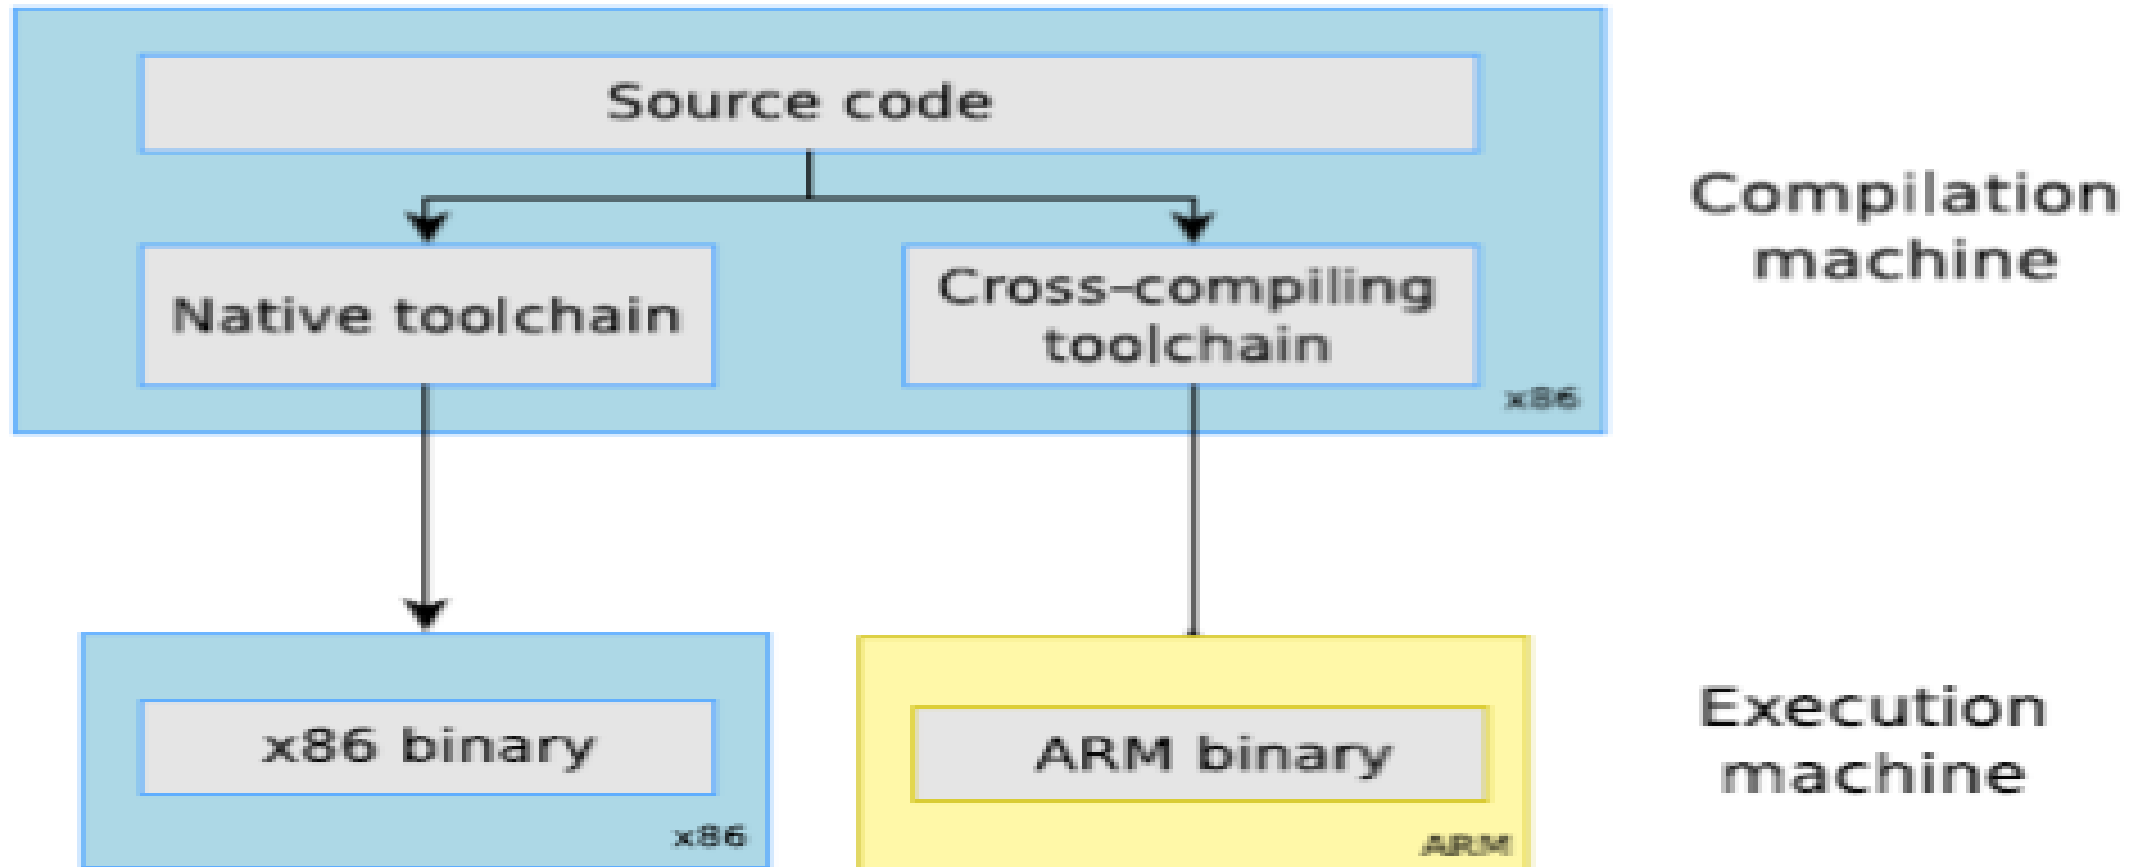 Source code
Compilation
machine
Native toolchain
Cross-compiling
toolchain
x86
x86 binary
ARM binary
Execution
machine
x86
ARM